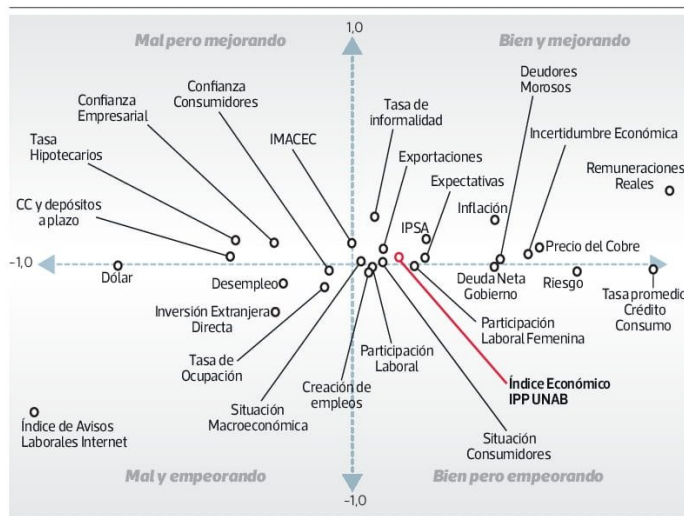 1,0
Mal pero mejorando
Bien y mejorando
Deudores
Morosos
Confianza
Consumidores
Confianza
Empresarial
Tasa de
informalidad
Incertidumbre Económica
Tasa
Hipotecarios
IMACEC
Exportaciones
Remuneraciones
Reales
Expectativas
CC y depósitos
a plazo
Inflación
IPSA
Precio del Cobre
-1,0
Dólar
Desempleo
Deuda Neta
Gobierno
Riesgo
Tasa promedio
Crédito
Consumo
Inversión Extranjera
Directa
Participación
Laboral Femenina
Tasa de
Ocupación
Participación
Laboral
Creación de
empleos
Índice Económico
IPP UNAB
Situación
Macroeconómica
Índice de Avisos
Laborales Internet
Situación
Consumidores
Mal y empeorando
Bien pero empeorando
-1,0